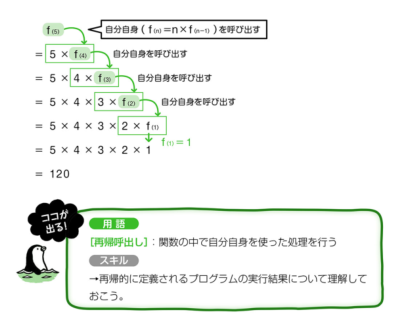 f(5) 自分自身(f(n)=n×f(n-1))を呼び出す
= 5 × f(4) 自分自身を呼び出す
= 5 × 4 × f(3) 自分自身を呼び出す
= 5 × 4 × 3 × f(2) 自分自身を呼び出す
= 5 × 4 × 3 × 2 × f(1)
f(1)=1
= 5 × 4 × 3 × 2 × 1
= 120
ココが
出る!
用語
[再帰呼出し]:関数の中で自分自身を使った処理を行う
スキル
→再帰的に定義されるプログラムの実行結果について理解して
おこう。